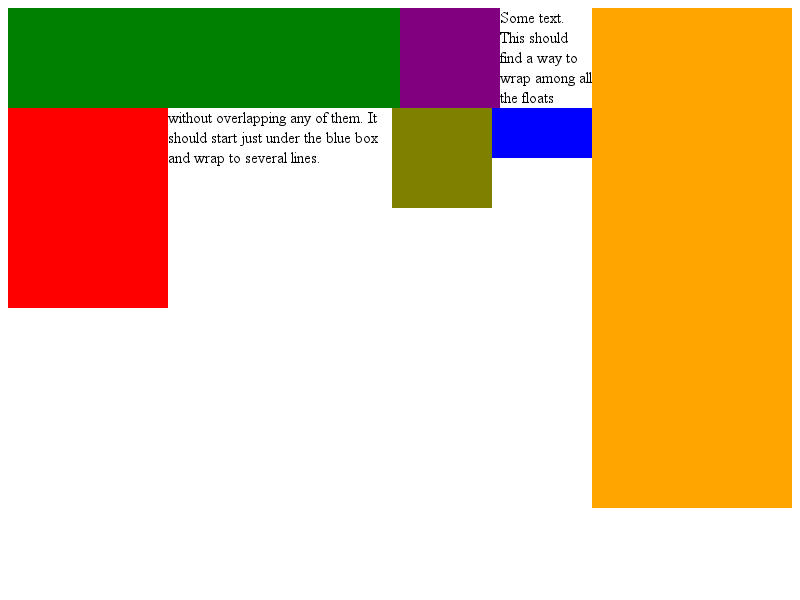 Some text.
This should
find a way to
wrap among all
the floats
without overlapping any of them. It
should start just under the blue box
and wrap to several lines.